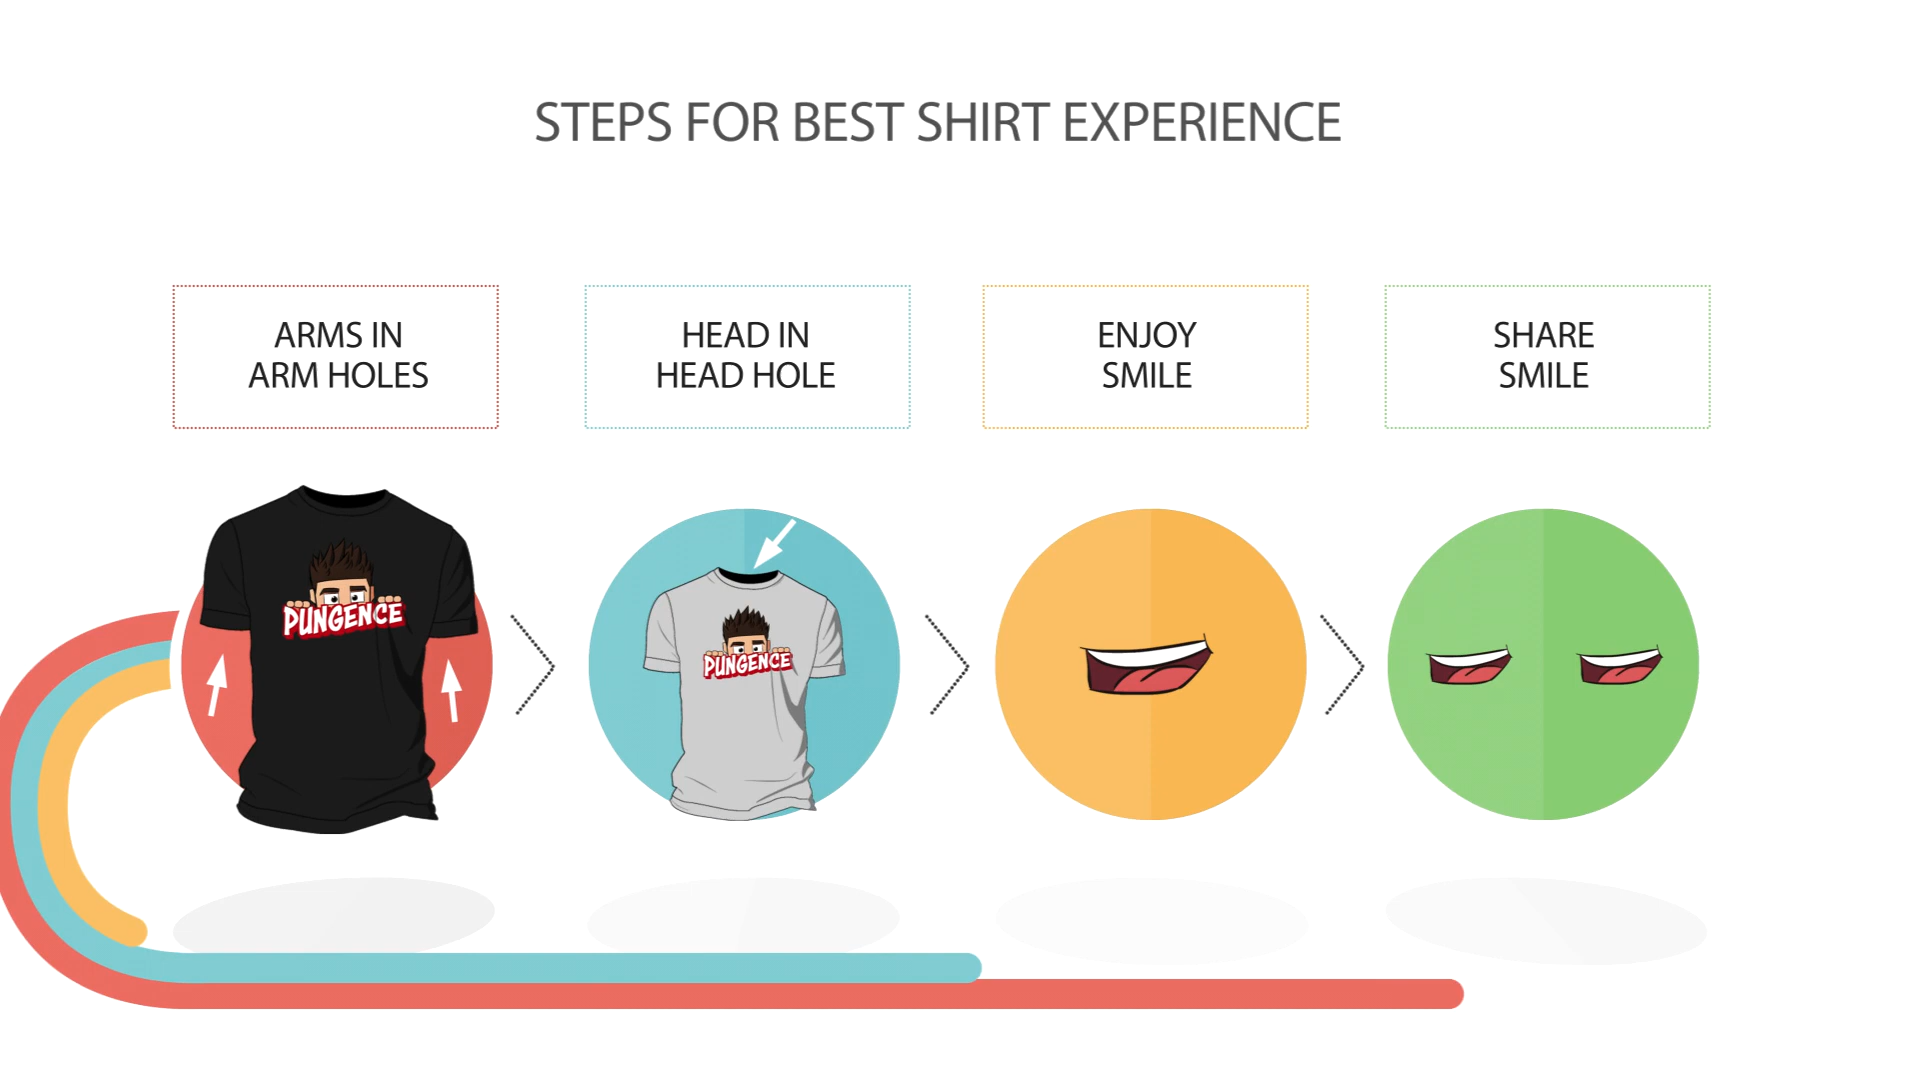 STEPS FOR BEST SHIRT EXPERIENCE
ARMS IN
ARM HOLES
HEAD IN
HEAD HOLE
ENJOY
SMILE
SHARE
SMILE
PUNGENCE
PUNGENCE